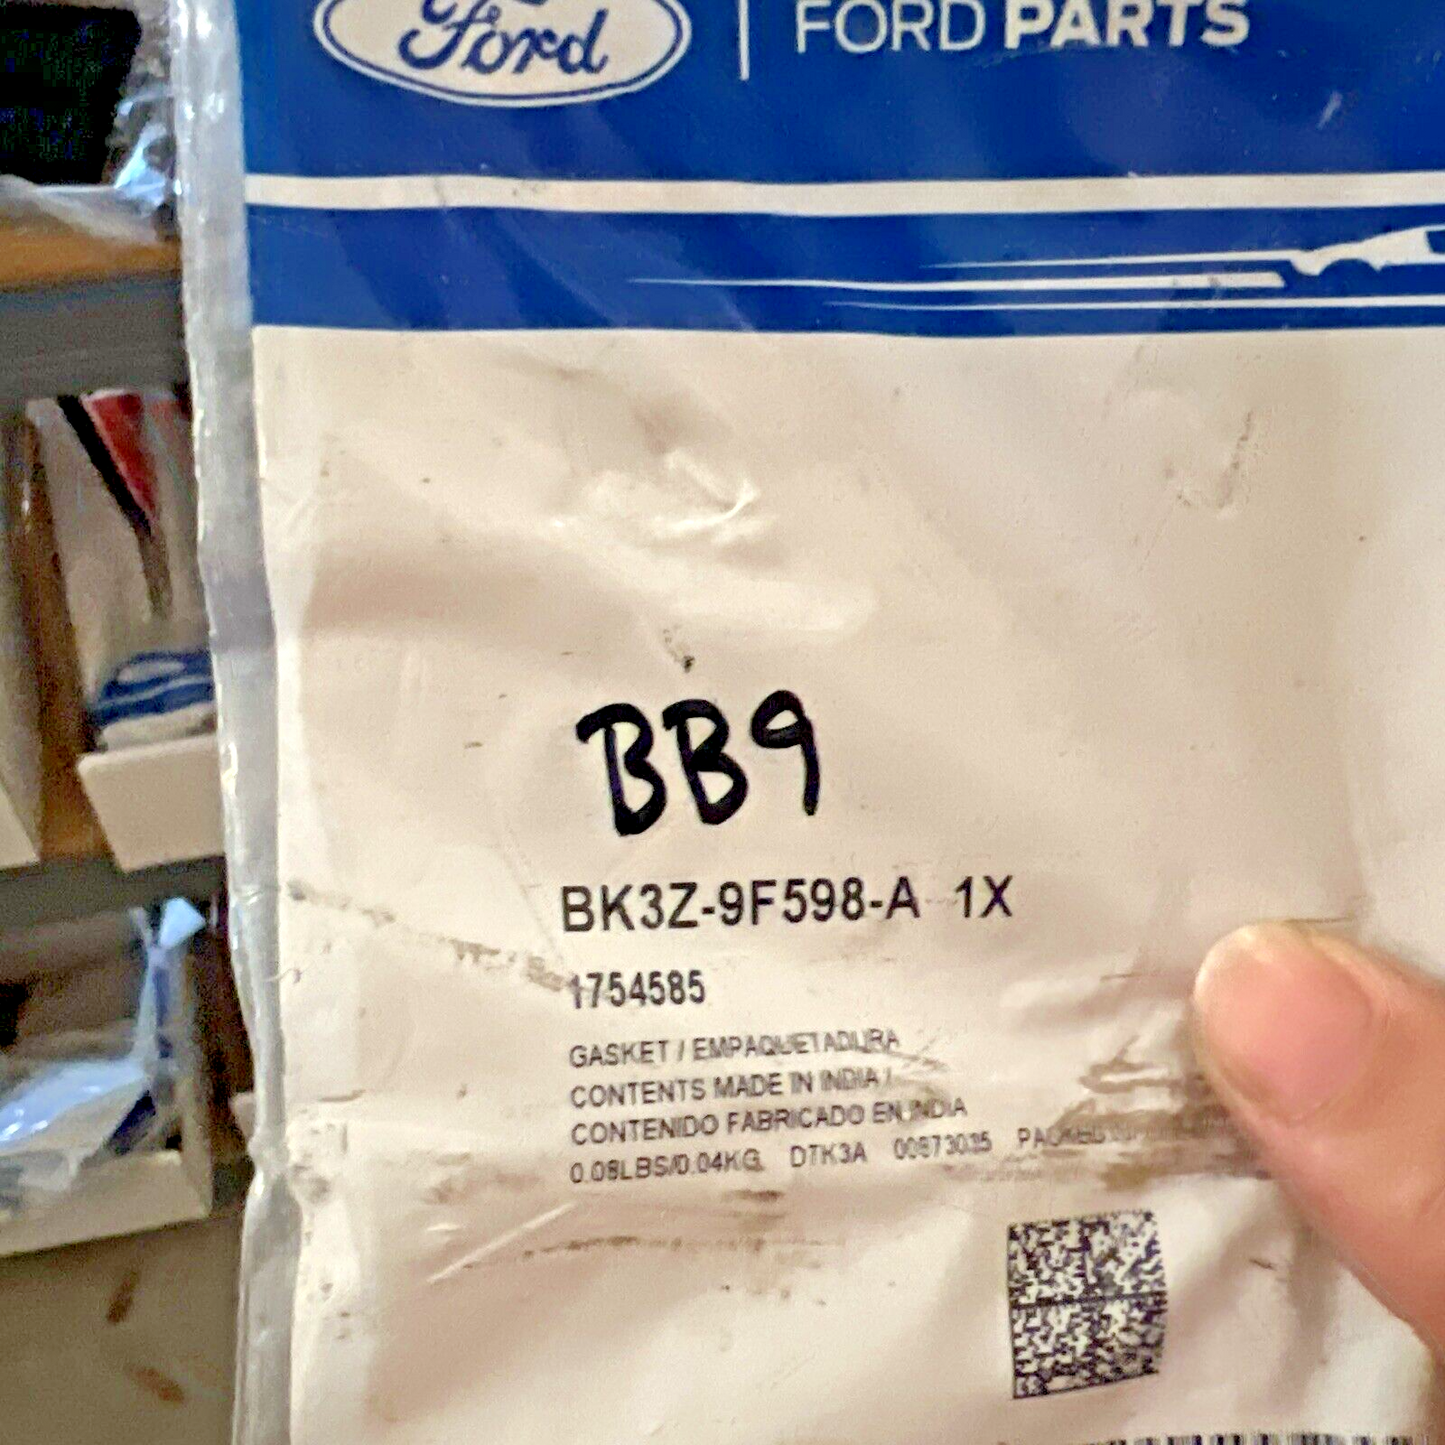 Ford FORD PARTS
BB9
BK3Z-9F598-A 1X
1754585
GASKET / EMPAQUETADURA
CONTENTS MADE IN INDIA /
CONTENIDO FABRICADO EN INDIA
0.08LBS/0.04KG DTK3A